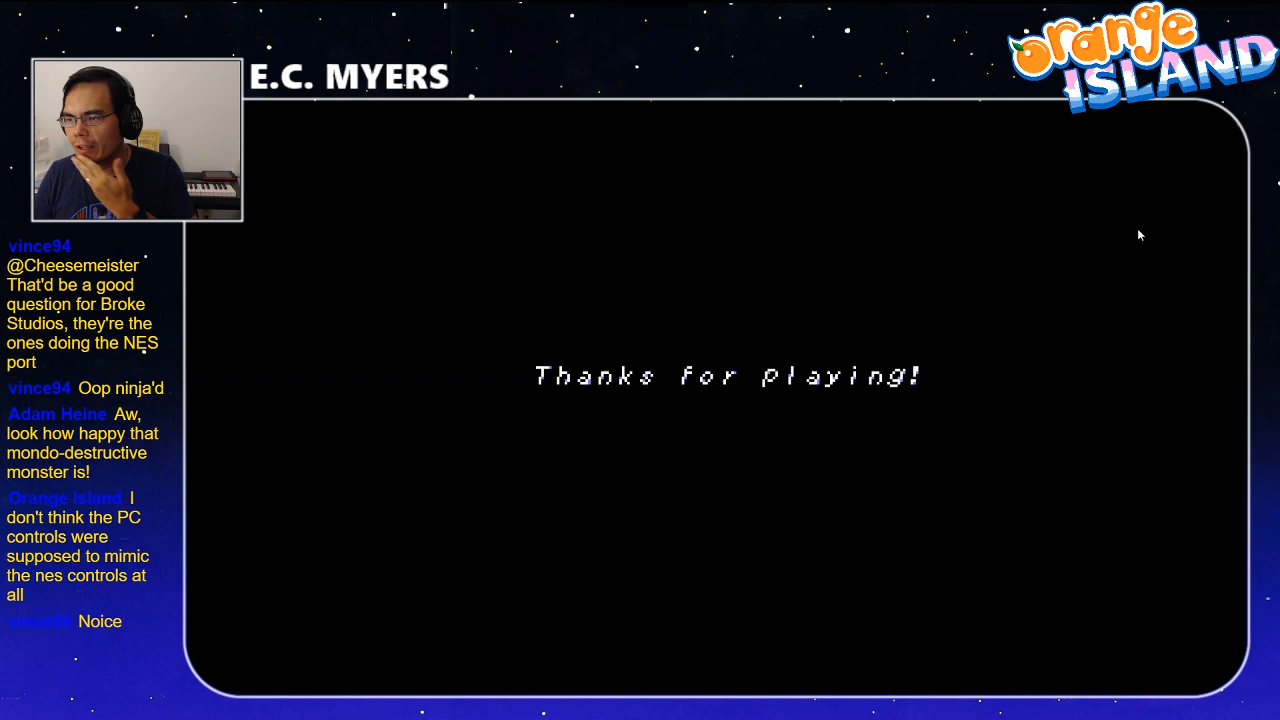 orange
ISLAND
E.C. MYERS
vince94
@Cheesemeister
That'd be a good
question for Broke
Studios, they're the
ones doing the NES
port
vince94 Oop ninja'd
Adam Heine Aw,
look how happy that
mondo-destructive
monster is!
Orange Island I
don't think the PC
controls were
supposed to mimic
the nes controls at
all
vince94 Noice
Thanks for playing!